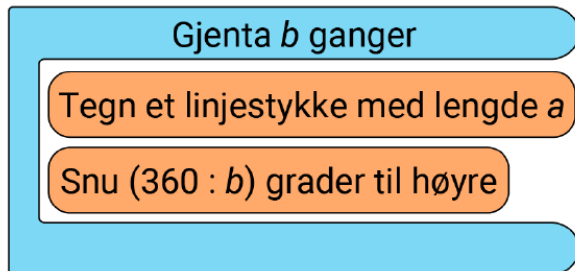 Gjenta b ganger
Tegn et linjestykke med lengde a
Snu (360 : b) grader til høyre